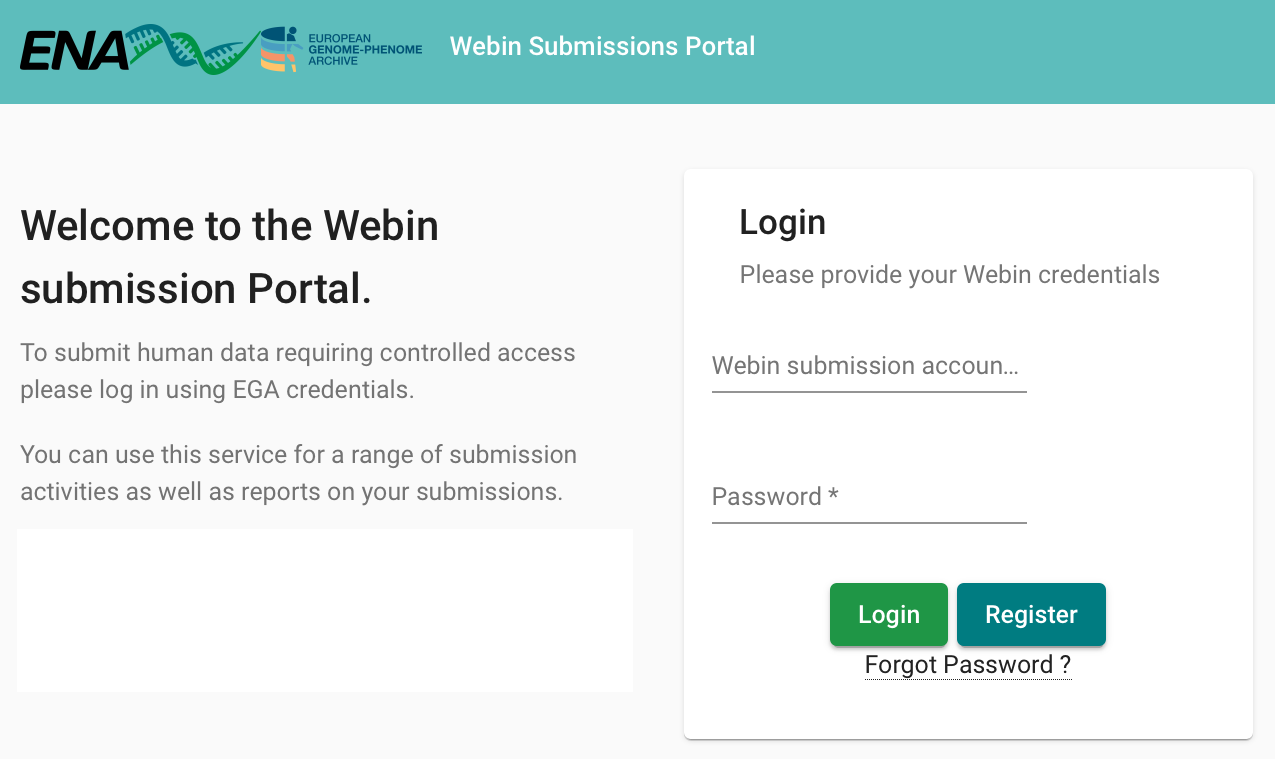 ENA
EUROPEAN
GENOME-PHENOME
ARCHIVE
Webin Submissions Portal
Welcome to the Webin
submission Portal.
To submit human data requiring controlled access
please log in using EGA credentials.
You can use this service for a range of submission
activities as well as reports on your submissions.
Login
Please provide your Webin credentials
Webin submission accoun...
Password *
Login
Register
Forgot Password ?